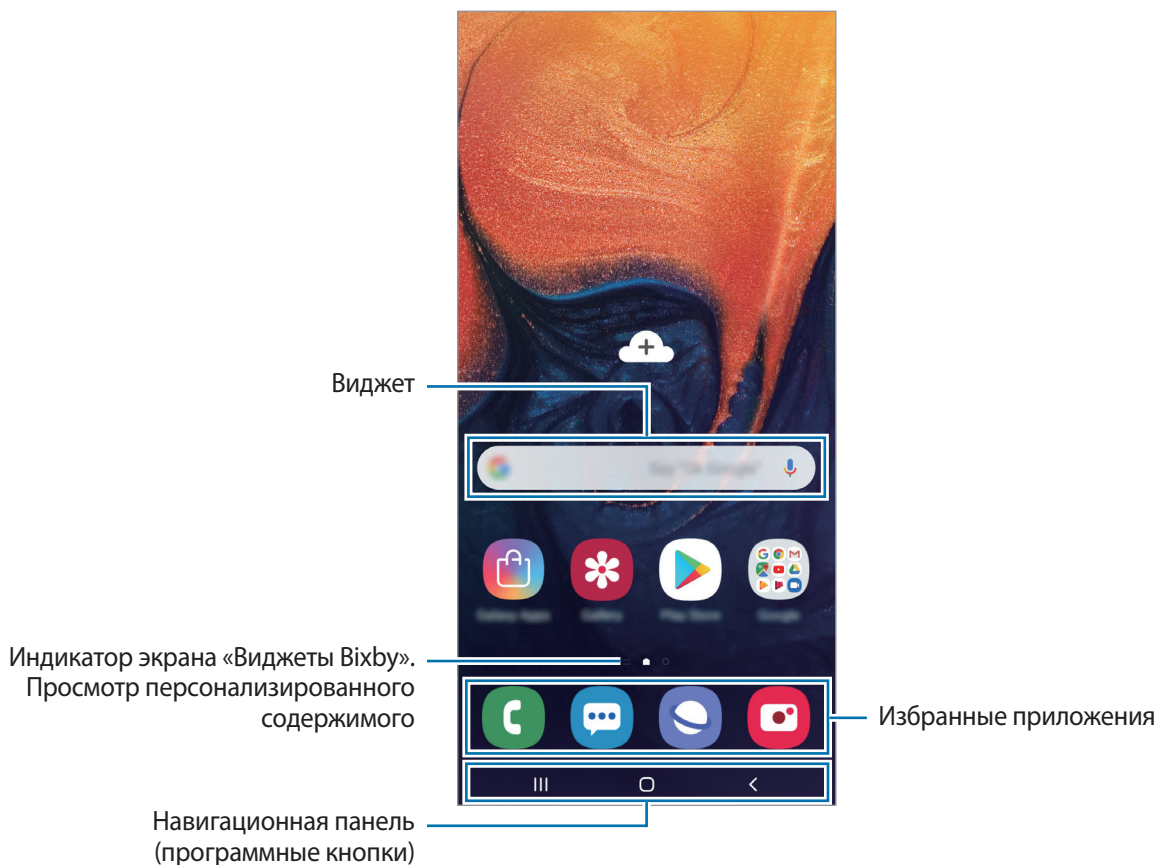 Виджет
Индикатор экрана «Виджеты Bixby».
Просмотр персонализированного
содержимого
Избранные приложения
Навигационная панель
(программные кнопки)